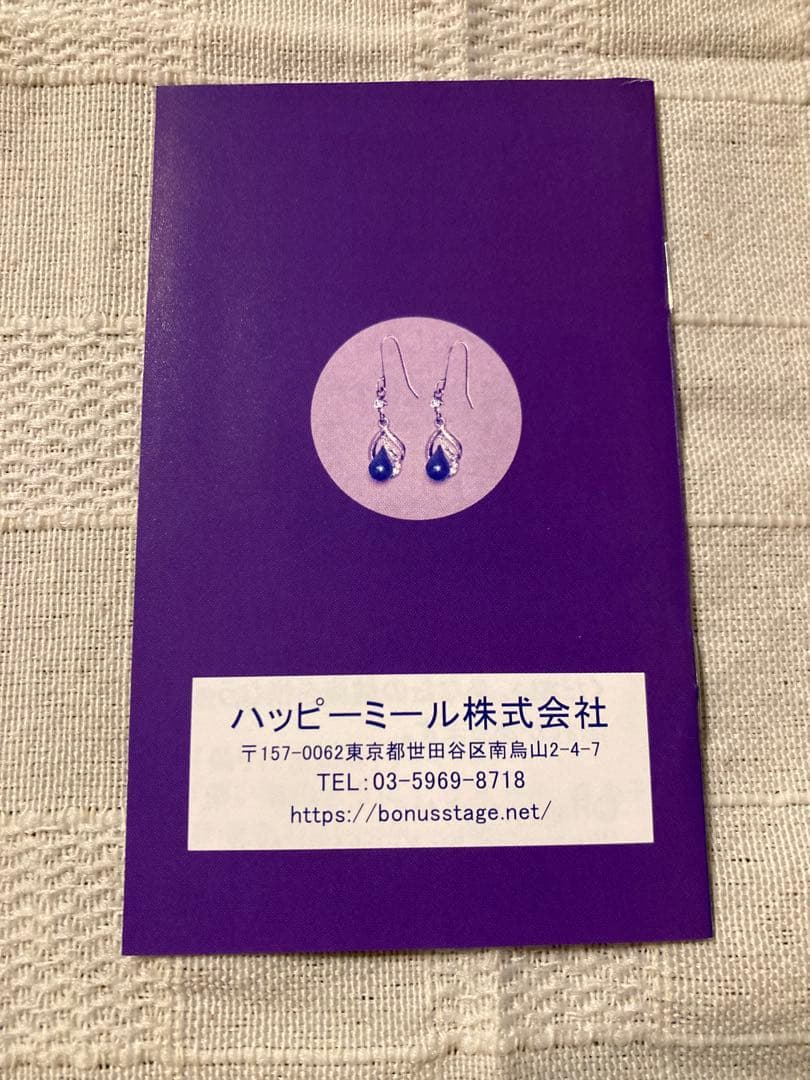 ハッピーミール株式会社
〒157-0062東京都世田谷区南烏山2-4-7
TEL:03-5969-8718
https://bonusstage.net/